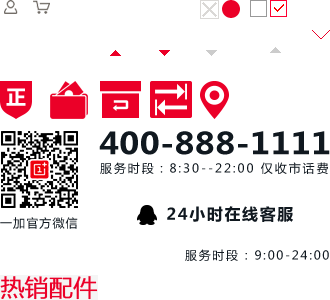 正
400-888-1111
服务时段：8:30--22:00 仅收市话费
一加官方微信
24小时在线客服
服务时段：9:00-24:00
热销配件